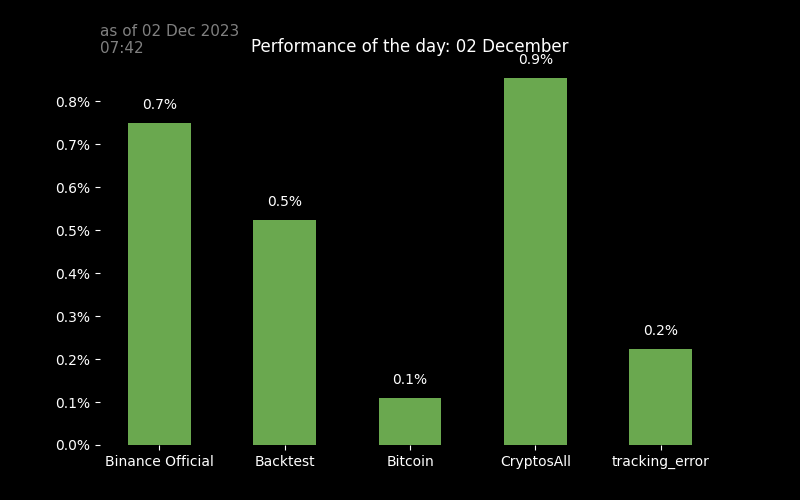 as of 02 Dec 2023
07:42
Performance of the day: 02 December
0.9%
0.8%
0.7%
0.7%
0.6%
0.5%
0.5%
0.4%
0.3%
0.2%
0.2%
0.1%
0.1%
0.0%
Binance Official
Backtest
Bitcoin
CryptosAll
tracking_error